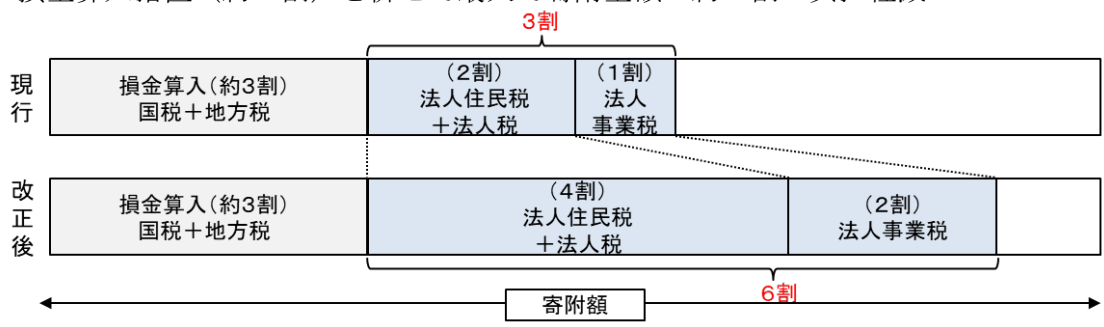 3割
現行
損金算入（約3割）
国税＋地方税
（2割）
法人住民税
＋法人税
（1割）
法人
事業税
改正後
損金算入（約3割）
国税＋地方税
（4割）
法人住民税
＋法人税
（2割）
法人事業税
6割
寄附額